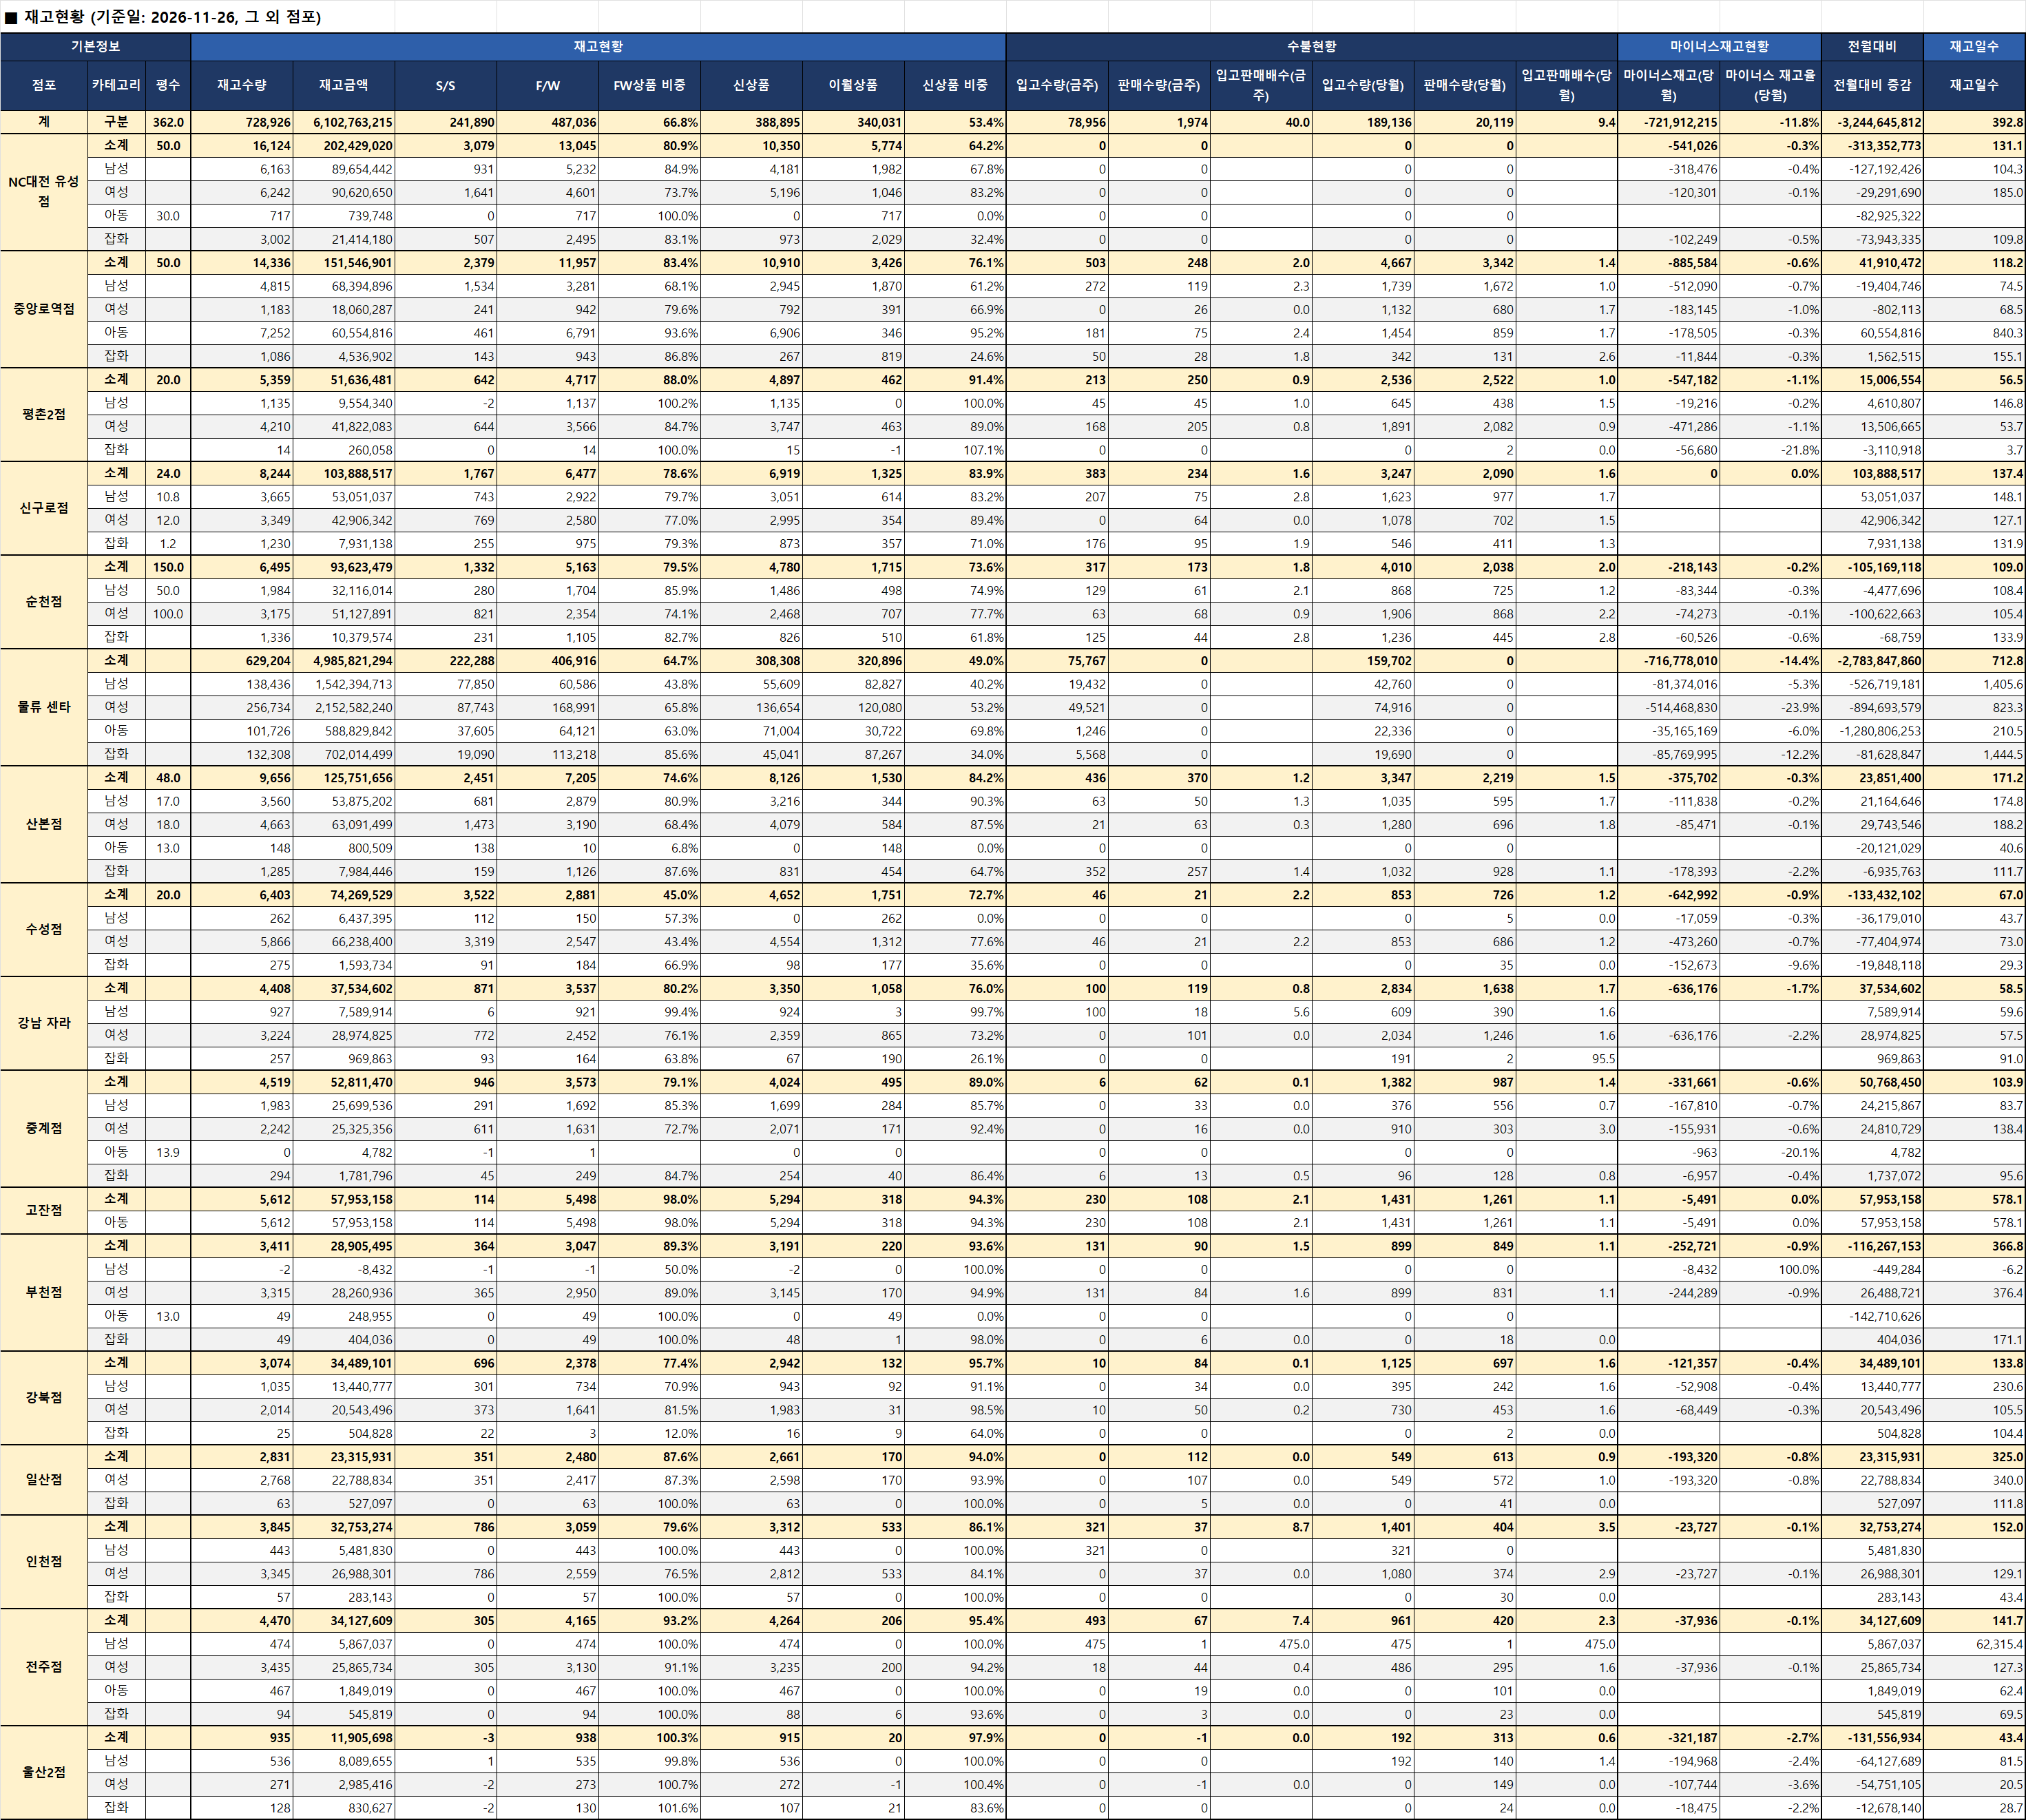 ■ 재고현황 (기준일: 2026-11-26, 그 외 점포)
기본정보 재고현황 수불현황 마이너스재고현황 전월대비 재고일수
점포 카테고리 평수 재고수량 재고금액 S/S F/W FW상품 비중 신상품 이월상품 신상품 비중 입고수량(금주) 판매수량(금주) 입고판매배수(금주) 입고수량(당월) 판매수량(당월) 입고판매배수(당월) 마이너스재고(당월) 마이너스 재고율(당월) 전월대비 증감 재고일수
계 구분 362.0 728,926 6,102,763,215 241,890 487,036 66.8% 388,895 340,031 53.4% 78,956 1,974 40.0 189,136 20,119 9.4 -721,912,215 -11.8% -3,244,645,812 392.8
NC대전 유성점 소계 50.0 16,124 202,429,020 3,079 13,045 80.9% 10,350 5,774 64.2% 0 0 0 0 -541,026 -0.3% -313,352,773 131.1
남성 6,163 89,654,442 931 5,232 84.9% 4,181 1,982 67.8% 0 0 0 0 -318,476 -0.4% -127,192,426 104.3
여성 6,242 90,620,650 1,641 4,601 73.7% 5,196 1,046 83.2% 0 0 0 0 -120,301 -0.1% -29,291,690 185.0
아동 30.0 717 739,748 0 717 100.0% 0 717 0.0% 0 0 0 0 -82,925,322
잡화 3,002 21,414,180 507 2,495 83.1% 973 2,029 32.4% 0 0 0 0 -102,249 -0.5% -73,943,335 109.8
중앙로역점 소계 50.0 14,336 151,546,901 2,379 11,957 83.4% 10,910 3,426 76.1% 503 248 2.0 4,667 3,342 1.4 -885,584 -0.6% 41,910,472 118.2
남성 4,815 68,394,896 1,534 3,281 68.1% 2,945 1,870 61.2% 272 119 2.3 1,739 1,672 1.0 -512,090 -0.7% -19,404,746 74.5
여성 1,183 18,060,287 241 942 79.6% 792 391 66.9% 0 26 0.0 1,132 680 1.7 -183,145 -1.0% -802,113 68.5
아동 7,252 60,554,816 461 6,791 93.6% 6,906 346 95.2% 181 75 2.4 1,454 859 1.7 -178,505 -0.3% 60,554,816 840.3
잡화 1,086 4,536,902 143 943 86.8% 267 819 24.6% 50 28 1.8 342 131 2.6 -11,844 -0.3% 1,562,515 155.1
평촌2점 소계 20.0 5,359 51,636,481 642 4,717 88.0% 4,897 462 91.4% 213 250 0.9 2,536 2,522 1.0 -547,182 -1.1% 15,006,554 56.5
남성 1,135 9,554,340 -2 1,137 100.2% 1,135 0 100.0% 45 45 1.0 645 438 1.5 -19,216 -0.2% 4,610,807 146.8
여성 4,210 41,822,083 644 3,566 84.7% 3,747 463 89.0% 168 205 0.8 1,891 2,082 0.9 -471,286 -1.1% 13,506,665 53.7
잡화 14 260,058 0 14 100.0% 15 -1 107.1% 0 0 0 2 0.0 -56,680 -21.8% -3,110,918 3.7
신구로점 소계 24.0 8,244 103,888,517 1,767 6,477 78.6% 6,919 1,325 83.9% 383 234 1.6 3,247 2,090 1.6 0 0.0% 103,888,517 137.4
남성 10.8 3,665 53,051,037 743 2,922 79.7% 3,051 614 83.2% 207 75 2.8 1,623 977 1.7 53,051,037 148.1
여성 12.0 3,349 42,906,342 769 2,580 77.0% 2,995 354 89.4% 0 64 0.0 1,078 702 1.5 42,906,342 127.1
잡화 1.2 1,230 7,931,138 255 975 79.3% 873 357 71.0% 176 95 1.9 546 411 1.3 7,931,138 131.9
순천점 소계 150.0 6,495 93,623,479 1,332 5,163 79.5% 4,780 1,715 73.6% 317 173 1.8 4,010 2,038 2.0 -218,143 -0.2% -105,169,118 109.0
남성 50.0 1,984 32,116,014 280 1,704 85.9% 1,486 498 74.9% 129 61 2.1 868 725 1.2 -83,344 -0.3% -4,477,696 108.4
여성 100.0 3,175 51,127,891 821 2,354 74.1% 2,468 707 77.7% 63 68 0.9 1,906 868 2.2 -74,273 -0.1% -100,622,663 105.4
잡화 1,336 10,379,574 231 1,105 82.7% 826 510 61.8% 125 44 2.8 1,236 445 2.8 -60,526 -0.6% -68,759 133.9
물류 센타 소계 629,204 4,985,821,294 222,288 406,916 64.7% 308,308 320,896 49.0% 75,767 0 159,702 0 -716,778,010 -14.4% -2,783,847,860 712.8
남성 138,436 1,542,394,713 77,850 60,586 43.8% 55,609 82,827 40.2% 19,432 0 42,760 0 -81,374,016 -5.3% -526,719,181 1,405.6
여성 256,734 2,152,582,240 87,743 168,991 65.8% 136,654 120,080 53.2% 49,521 0 74,916 0 -514,468,830 -23.9% -894,693,579 823.3
아동 101,726 588,829,842 37,605 64,121 63.0% 71,004 30,722 69.8% 1,246 0 22,336 0 -35,165,169 -6.0% -1,280,806,253 210.5
잡화 132,308 702,014,499 19,090 113,218 85.6% 45,041 87,267 34.0% 5,568 0 19,690 0 -85,769,995 -12.2% -81,628,847 1,444.5
산본점 소계 48.0 9,656 125,751,656 2,451 7,205 74.6% 8,126 1,530 84.2% 436 370 1.2 3,347 2,219 1.5 -375,702 -0.3% 23,851,400 171.2
남성 17.0 3,560 53,875,202 681 2,879 80.9% 3,216 344 90.3% 63 50 1.3 1,035 595 1.7 -111,838 -0.2% 21,164,646 174.8
여성 18.0 4,663 63,091,499 1,473 3,190 68.4% 4,079 584 87.5% 21 63 0.3 1,280 696 1.8 -85,471 -0.1% 29,743,546 188.2
아동 13.0 148 800,509 138 10 6.8% 0 148 0.0% 0 0 0 0 -20,121,029 40.6
잡화 1,285 7,984,446 159 1,126 87.6% 831 454 64.7% 352 257 1.4 1,032 928 1.1 -178,393 -2.2% -6,935,763 111.7
수성점 소계 20.0 6,403 74,269,529 3,522 2,881 45.0% 4,652 1,751 72.7% 46 21 2.2 853 726 1.2 -642,992 -0.9% -133,432,102 67.0
남성 262 6,437,395 112 150 57.3% 0 262 0.0% 0 0 0 5 0.0 -17,059 -0.3% -36,179,010 43.7
여성 5,866 66,238,400 3,319 2,547 43.4% 4,554 1,312 77.6% 46 21 2.2 853 686 1.2 -473,260 -0.7% -77,404,974 73.0
잡화 275 1,593,734 91 184 66.9% 98 177 35.6% 0 0 0 35 0.0 -152,673 -9.6% -19,848,118 29.3
강남 자라 소계 4,408 37,534,602 871 3,537 80.2% 3,350 1,058 76.0% 100 119 0.8 2,834 1,638 1.7 -636,176 -1.7% 37,534,602 58.5
남성 927 7,589,914 6 921 99.4% 924 3 99.7% 100 18 5.6 609 390 1.6 7,589,914 59.6
여성 3,224 28,974,825 772 2,452 76.1% 2,359 865 73.2% 0 101 0.0 2,034 1,246 1.6 -636,176 -2.2% 28,974,825 57.5
잡화 257 969,863 93 164 63.8% 67 190 26.1% 0 0 191 2 95.5 969,863 91.0
중계점 소계 4,519 52,811,470 946 3,573 79.1% 4,024 495 89.0% 6 62 0.1 1,382 987 1.4 -331,661 -0.6% 50,768,450 103.9
남성 1,983 25,699,536 291 1,692 85.3% 1,699 284 85.7% 0 33 0.0 376 556 0.7 -167,810 -0.7% 24,215,867 83.7
여성 2,242 25,325,356 611 1,631 72.7% 2,071 171 92.4% 0 16 0.0 910 303 3.0 -155,931 -0.6% 24,810,729 138.4
아동 13.9 0 4,782 -1 1 0 0 0 0 0 0 -963 -20.1% 4,782
잡화 294 1,781,796 45 249 84.7% 254 40 86.4% 6 13 0.5 96 128 0.8 -6,957 -0.4% 1,737,072 95.6
고잔점 소계 5,612 57,953,158 114 5,498 98.0% 5,294 318 94.3% 230 108 2.1 1,431 1,261 1.1 -5,491 0.0% 57,953,158 578.1
아동 5,612 57,953,158 114 5,498 98.0% 5,294 318 94.3% 230 108 2.1 1,431 1,261 1.1 -5,491 0.0% 57,953,158 578.1
부천점 소계 3,411 28,905,495 364 3,047 89.3% 3,191 220 93.6% 131 90 1.5 899 849 1.1 -252,721 -0.9% -116,267,153 366.8
남성 -2 -8,432 -1 -1 50.0% -2 0 100.0% 0 0 0 0 -8,432 100.0% -449,284 -6.2
여성 3,315 28,260,936 365 2,950 89.0% 3,145 170 94.9% 131 84 1.6 899 831 1.1 -244,289 -0.9% 26,488,721 376.4
아동 13.0 49 248,955 0 49 100.0% 0 49 0.0% 0 0 0 0 -142,710,626
잡화 49 404,036 0 49 100.0% 48 1 98.0% 0 6 0.0 0 18 0.0 404,036 171.1
강북점 소계 3,074 34,489,101 696 2,378 77.4% 2,942 132 95.7% 10 84 0.1 1,125 697 1.6 -121,357 -0.4% 34,489,101 133.8
남성 1,035 13,440,777 301 734 70.9% 943 92 91.1% 0 34 0.0 395 242 1.6 -52,908 -0.4% 13,440,777 230.6
여성 2,014 20,543,496 373 1,641 81.5% 1,983 31 98.5% 10 50 0.2 730 453 1.6 -68,449 -0.3% 20,543,496 105.5
잡화 25 504,828 22 3 12.0% 16 9 64.0% 0 0 0 2 0.0 504,828 104.4
일산점 소계 2,831 23,315,931 351 2,480 87.6% 2,661 170 94.0% 0 112 0.0 549 613 0.9 -193,320 -0.8% 23,315,931 325.0
여성 2,768 22,788,834 351 2,417 87.3% 2,598 170 93.9% 0 107 0.0 549 572 1.0 -193,320 -0.8% 22,788,834 340.0
잡화 63 527,097 0 63 100.0% 63 0 100.0% 0 5 0.0 0 41 0.0 527,097 111.8
인천점 소계 3,845 32,753,274 786 3,059 79.6% 3,312 533 86.1% 321 37 8.7 1,401 404 3.5 -23,727 -0.1% 32,753,274 152.0
남성 443 5,481,830 0 443 100.0% 443 0 100.0% 321 0 321 0 5,481,830
여성 3,345 26,988,301 786 2,559 76.5% 2,812 533 84.1% 0 37 0.0 1,080 374 2.9 -23,727 -0.1% 26,988,301 129.1
잡화 57 283,143 0 57 100.0% 57 0 100.0% 0 0 0 30 0.0 283,143 43.4
전주점 소계 4,470 34,127,609 305 4,165 93.2% 4,264 206 95.4% 493 67 7.4 961 420 2.3 -37,936 -0.1% 34,127,609 141.7
남성 474 5,867,037 0 474 100.0% 474 0 100.0% 475 1 475.0 475 1 475.0 5,867,037 62,315.4
여성 3,435 25,865,734 305 3,130 91.1% 3,235 200 94.2% 18 44 0.4 486 295 1.6 -37,936 -0.1% 25,865,734 127.3
아동 467 1,849,019 0 467 100.0% 467 0 100.0% 0 19 0.0 0 101 0.0 1,849,019 62.4
잡화 94 545,819 0 94 100.0% 88 6 93.6% 0 3 0.0 0 23 0.0 545,819 69.5
울산2점 소계 935 11,905,698 -3 938 100.3% 915 20 97.9% 0 -1 0.0 192 313 0.6 -321,187 -2.7% -131,556,934 43.4
남성 536 8,089,655 1 535 99.8% 536 0 100.0% 0 0 192 140 1.4 -194,968 -2.4% -64,127,689 81.5
여성 271 2,985,416 -2 273 100.7% 272 -1 100.4% 0 -1 0.0 0 149 0.0 -107,744 -3.6% -54,751,105 20.5
잡화 128 830,627 -2 130 101.6% 107 21 83.6% 0 0 0 24 0.0 -18,475 -2.2% -12,678,140 28.7